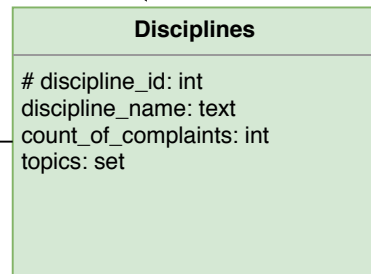 Disciplines
# discipline_id: int
discipline_name: text
count_of_complaints: int
topics: set